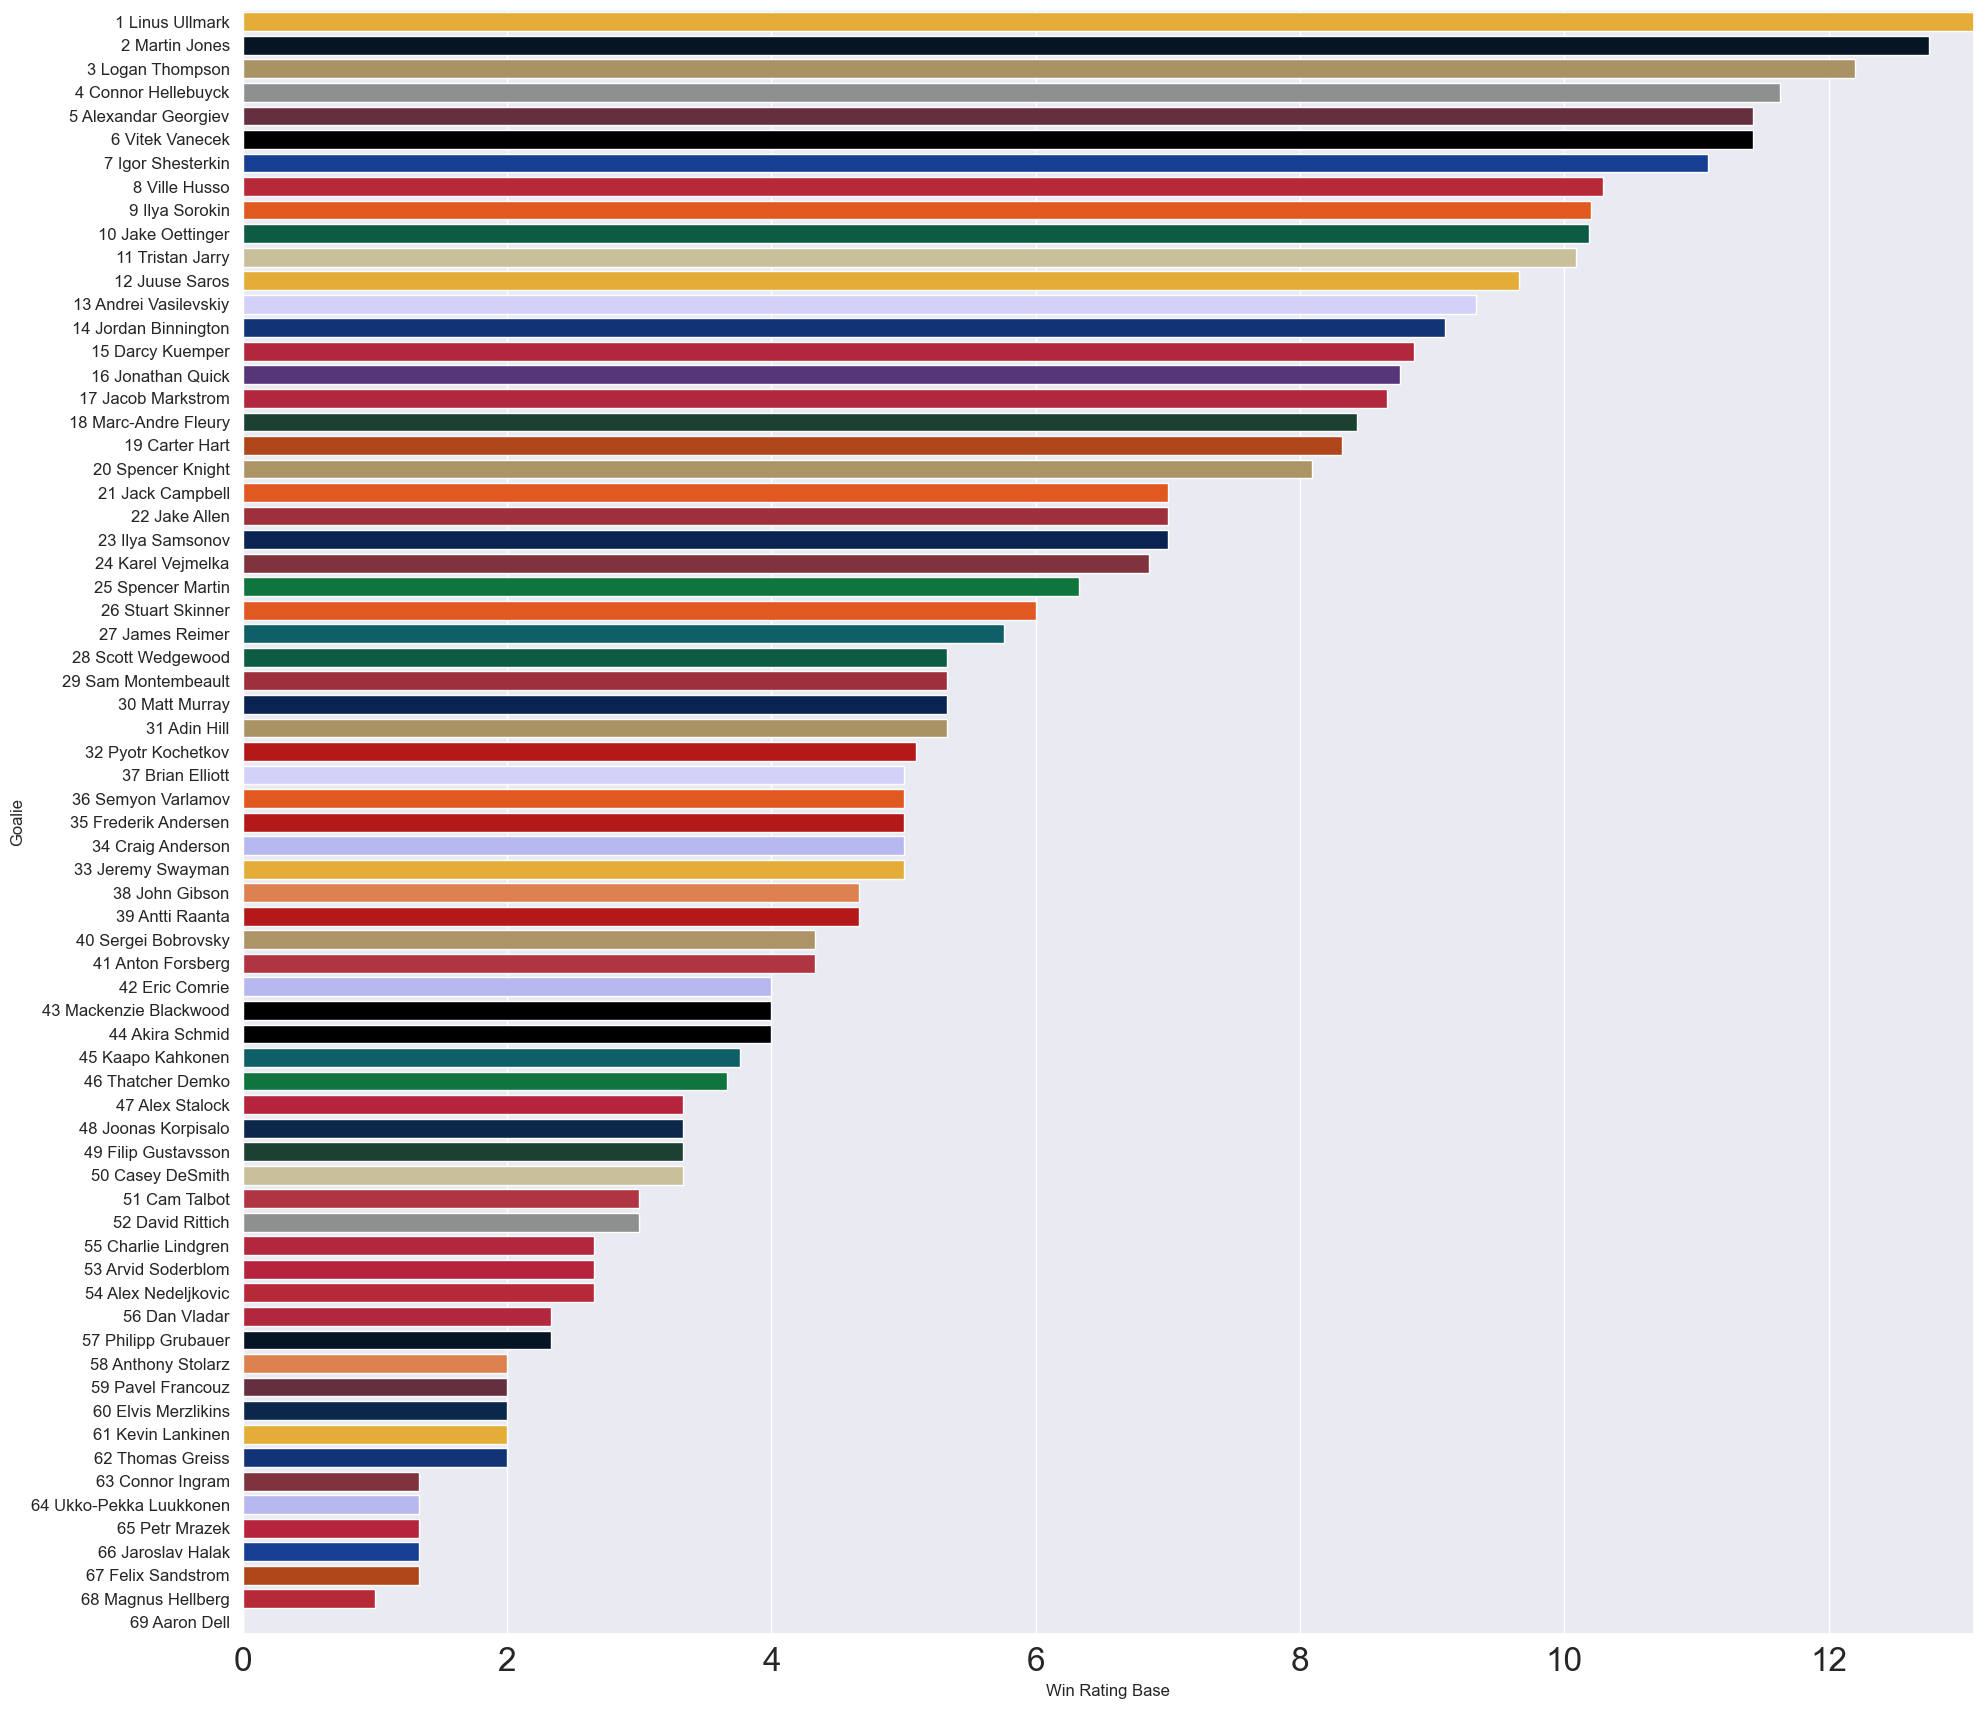 1 Linus Ullmark
2 Martin Jones
3 Logan Thompson
4 Connor Hellebuyck
5 Alexandar Georgiev
6 Vitek Vanecek
7 Igor Shesterkin
8 Ville Husso
9 Ilya Sorokin
10 Jake Oettinger
11 Tristan Jarry
12 Juuse Saros
13 Andrei Vasilevskiy
14 Jordan Binnington
15 Darcy Kuemper
16 Jonathan Quick
17 Jacob Markstrom
18 Marc-Andre Fleury
19 Carter Hart
20 Spencer Knight
21 Jack Campbell
22 Jake Allen
23 Ilya Samsonov
24 Karel Vejmelka
25 Spencer Martin
26 Stuart Skinner
27 James Reimer
28 Scott Wedgewood
29 Sam Montembeault
30 Matt Murray
31 Adin Hill
32 Pyotr Kochetkov
37 Brian Elliott
36 Semyon Varlamov
35 Frederik Andersen
34 Craig Anderson
33 Jeremy Swayman
38 John Gibson
39 Antti Raanta
40 Sergei Bobrovsky
41 Anton Forsberg
42 Eric Comrie
43 Mackenzie Blackwood
44 Akira Schmid
45 Kaapo Kahkonen
46 Thatcher Demko
47 Alex Stalock
48 Joonas Korpisalo
49 Filip Gustavsson
50 Casey DeSmith
51 Cam Talbot
52 David Rittich
55 Charlie Lindgren
53 Arvid Soderblom
54 Alex Nedeljkovic
56 Dan Vladar
57 Philipp Grubauer
58 Anthony Stolarz
59 Pavel Francouz
60 Elvis Merzlikins
61 Kevin Lankinen
62 Thomas Greiss
63 Connor Ingram
64 Ukko-Pekka Luukkonen
65 Petr Mrazek
66 Jaroslav Halak
67 Felix Sandstrom
68 Magnus Hellberg
69 Aaron Dell
Goalie
0 2 4 6 8 10 12
Win Rating Base